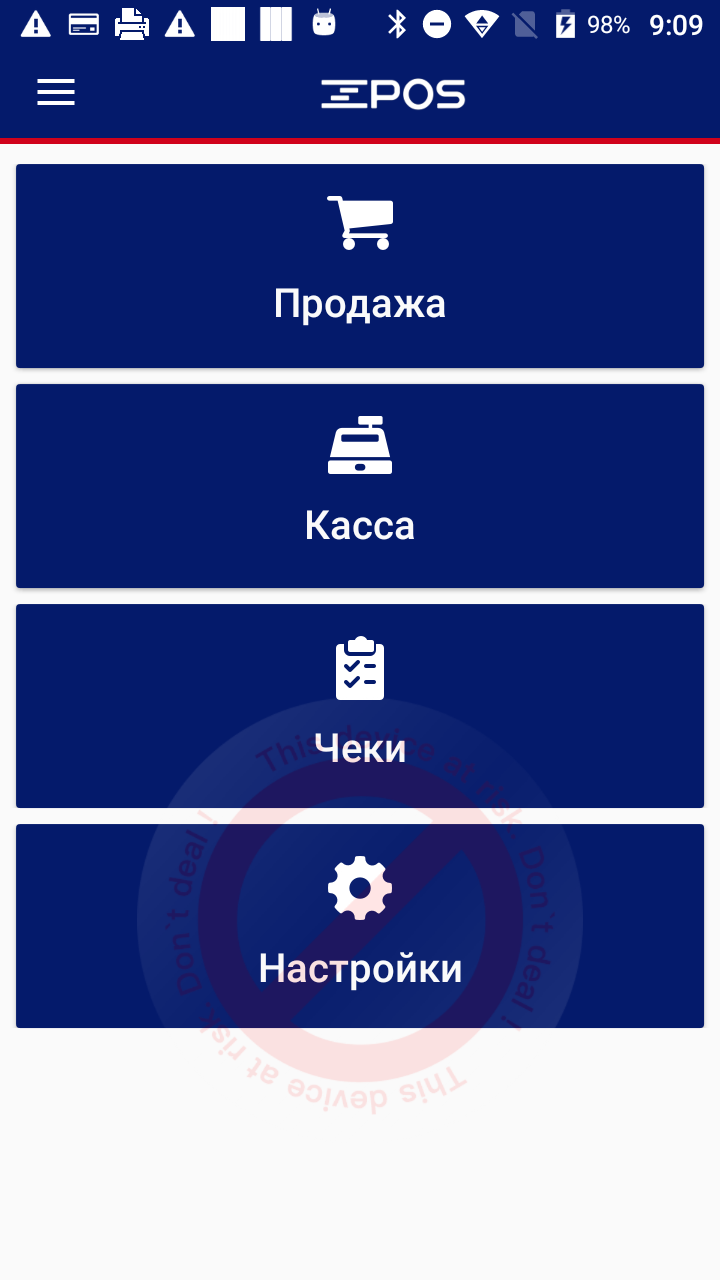 98% 9:09
EPOS
Продажа
Касса
Чеки
Настройки
This device at risk. Don`t deal !
This device at risk. Don`t deal !